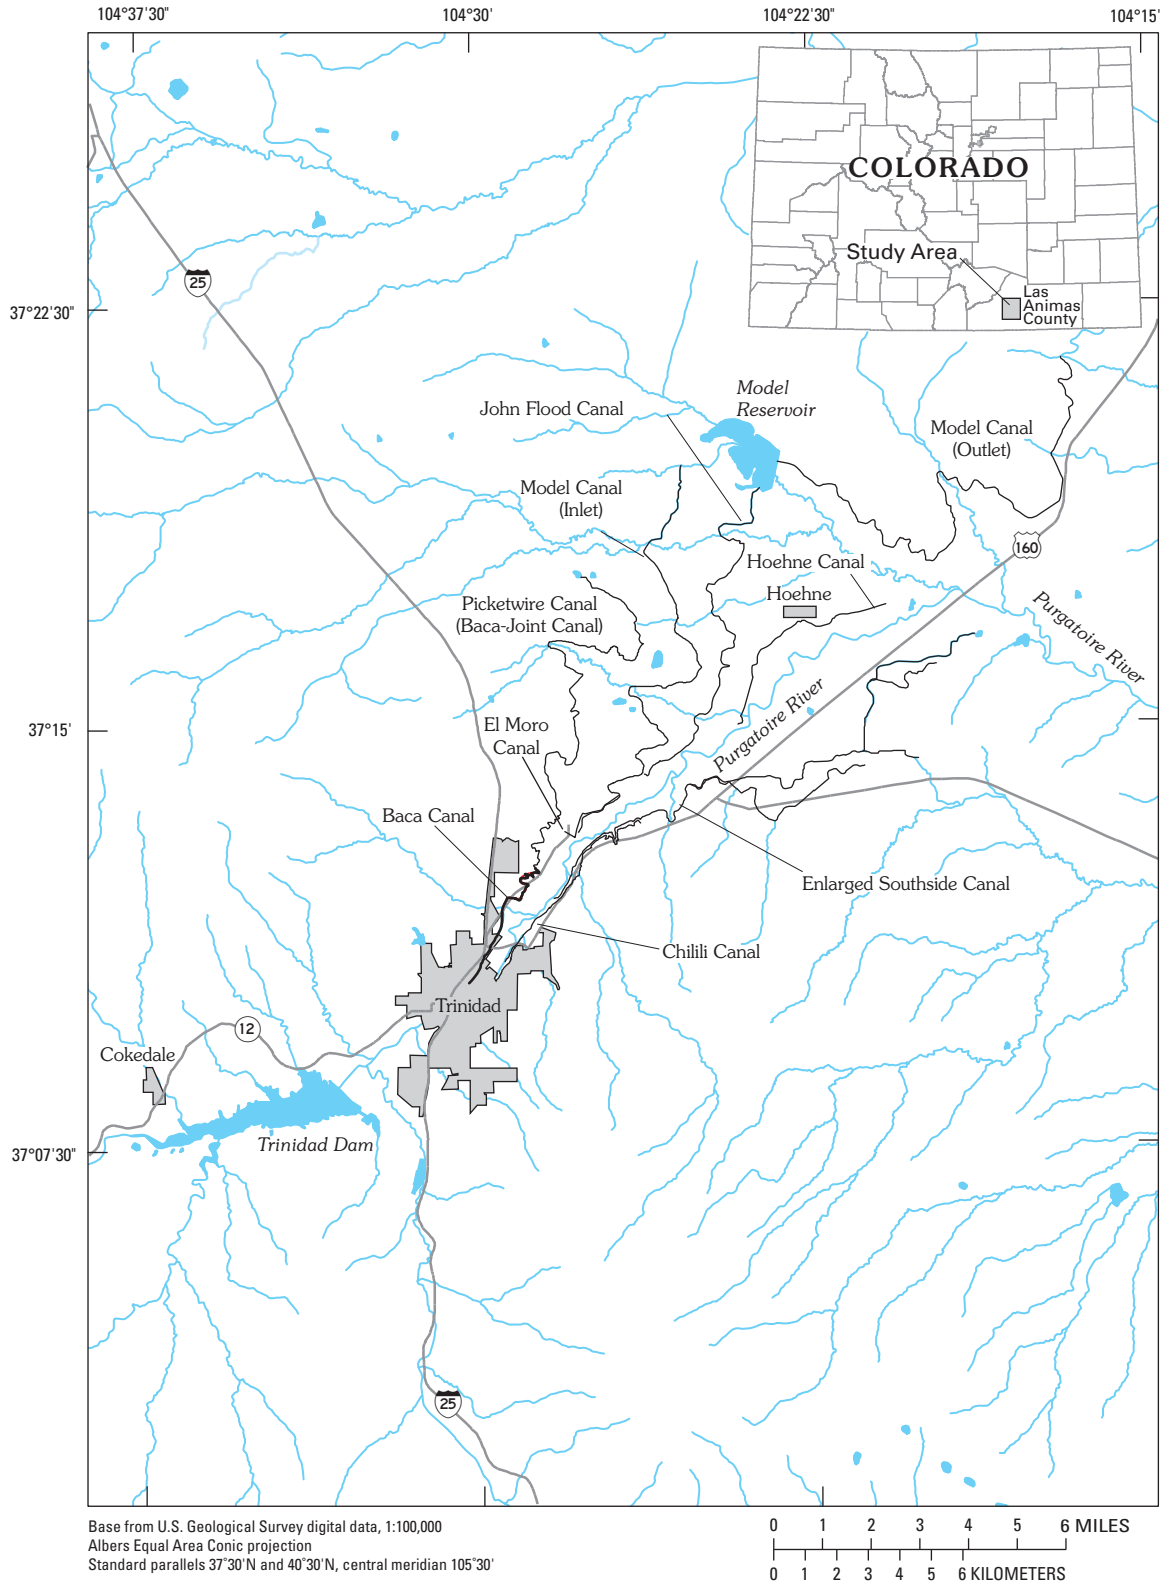 104°37'30"
104°30'
104°22'30"
104°15'
COLORADO
Study Area
Las
Animas
County
25
37°22'30"
Model
Reservoir
John Flood Canal
Model Canal
(Outlet)
Model Canal
(Inlet)
160
Hoehne Canal
Hoehne
Picketwire Canal
(Baca-Joint Canal)
Purgatoire River
Purgatoire River
37°15'
El Moro
Canal
Baca Canal
Enlarged Southside Canal
Chilili Canal
Trinidad
12
Cokedale
Trinidad Dam
37°07'30"
25
Base from U.S. Geological Survey digital data, 1:100,000
Albers Equal Area Conic projection
Standard parallels 37°30'N and 40°30'N, central meridian 105°30'
0 1 2 3 4 5 6 MILES
0 1 2 3 4 5 6 KILOMETERS